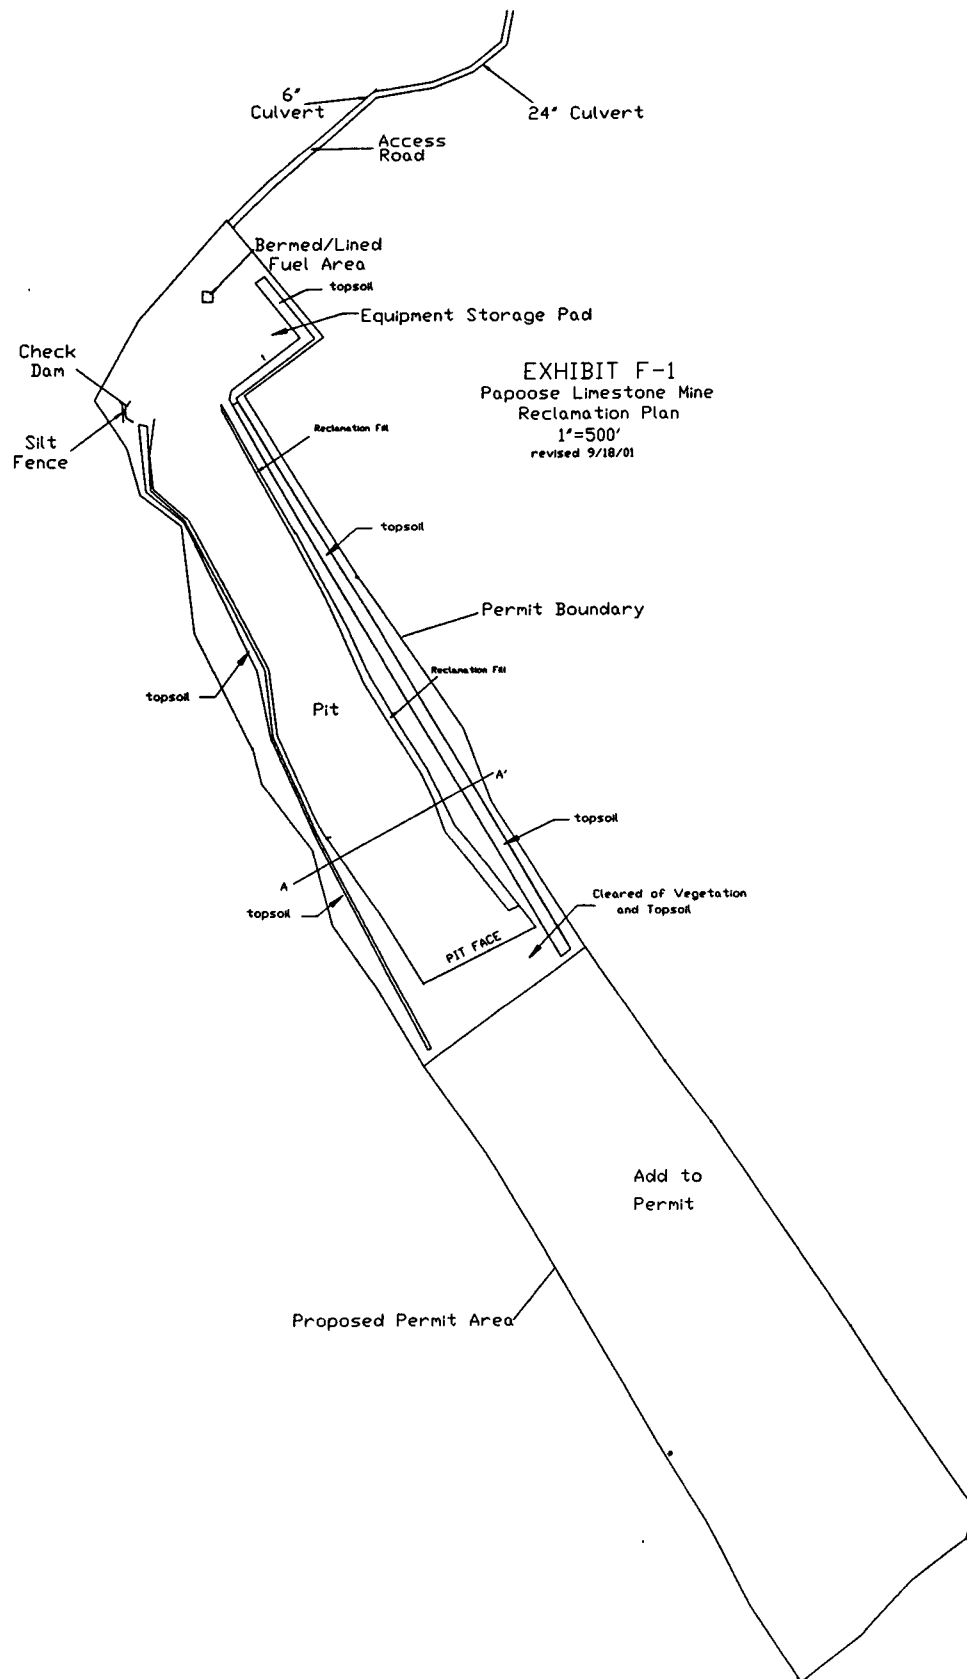 6" 
Culvert
24" Culvert
Access
Road
Bermed/Lined
Fuel Area
topsoil
Equipment Storage Pad
Check
Dam
EXHIBIT F-1
Papoose Limestone Mine
Reclamation Plan
1"=500'
revised 9/18/01
Silt
Fence
Reclamation Fill
topsoil
Permit Boundary
Reclamation Fill
topsoil
Pit
A'
topsoil
A
topsoil
Cleared of Vegetation
and Topsoil
PIT FACE
Add to
Permit
Proposed Permit Area